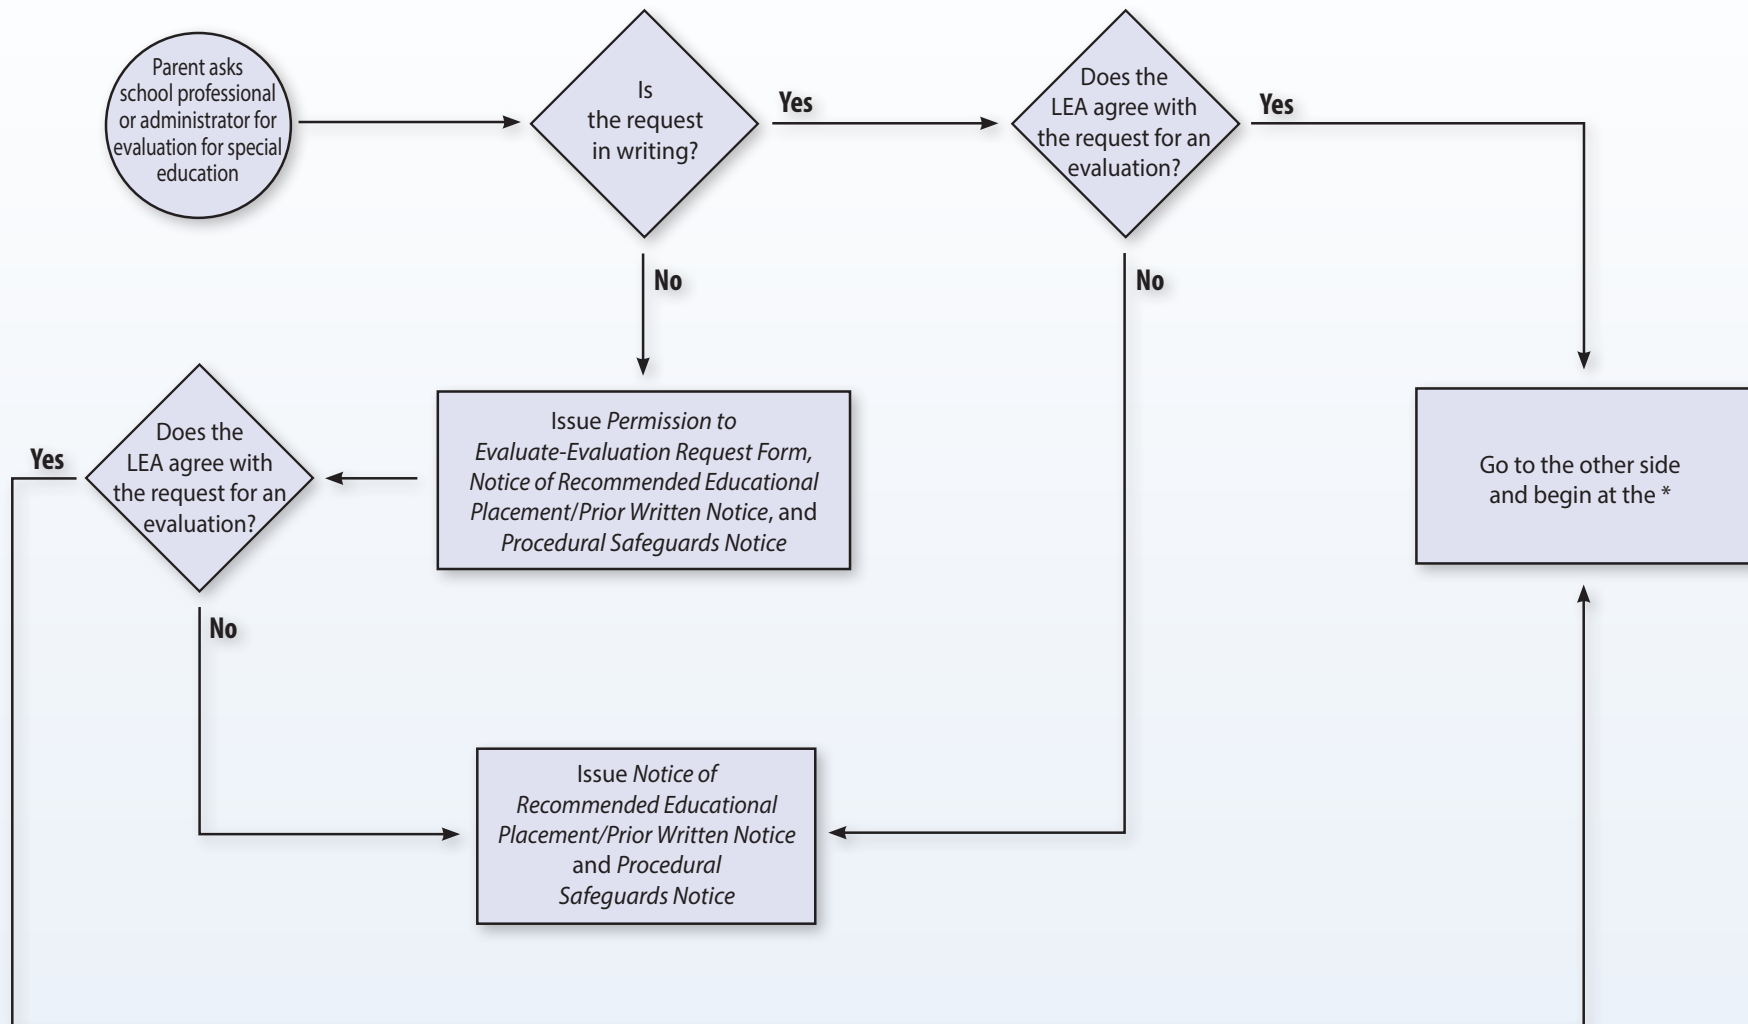 Parent asks
school professional
or administrator for
evaluation for special
education
Is
the request
in writing?
Yes
Does the
LEA agree with
the request for an
evaluation?
Yes
No
No
Yes
Does the
LEA agree with
the request for an
evaluation?
Issue Permission to
Evaluate-Evaluation Request Form,
Notice of Recommended Educational
Placement/Prior Written Notice, and
Procedural Safeguards Notice
Go to the other side
and begin at the *
No
Issue Notice of
Recommended Educational
Placement/Prior Written Notice
and Procedural
Safeguards Notice